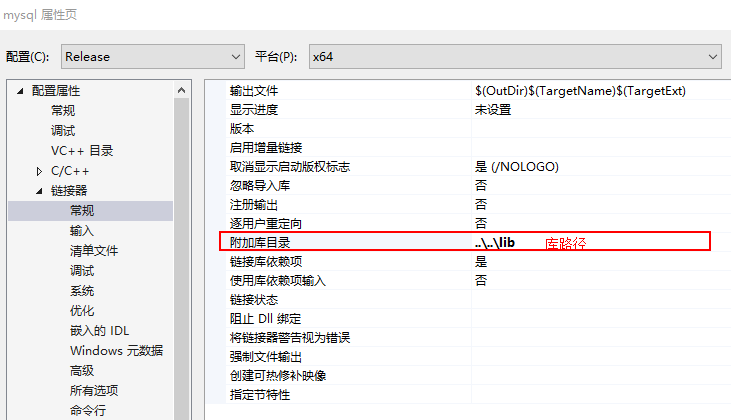 mysql 属性页
配置(C): Release 平台(P): x64
配置属性
常规
调试
VC++ 目录
C/C++
链接器
常规
输入
清单文件
调试
系统
优化
嵌入的 IDL
Windows 元数据
高级
所有选项
命令行
输出文件 $(OutDir)$(TargetName)$(TargetExt)
显示进度 未设置
版本
启用增量链接
取消显示启动版权标志 是 (/NOLOGO)
忽略导入库 否
注册输出 否
逐用户重定向 否
附加库目录 ..\..\lib 库路径
链接库依赖项 是
使用库依赖项输入 否
链接状态
阻止 Dll 绑定
将链接器警告视为错误
强制文件输出
创建可热修补映像
指定节特性